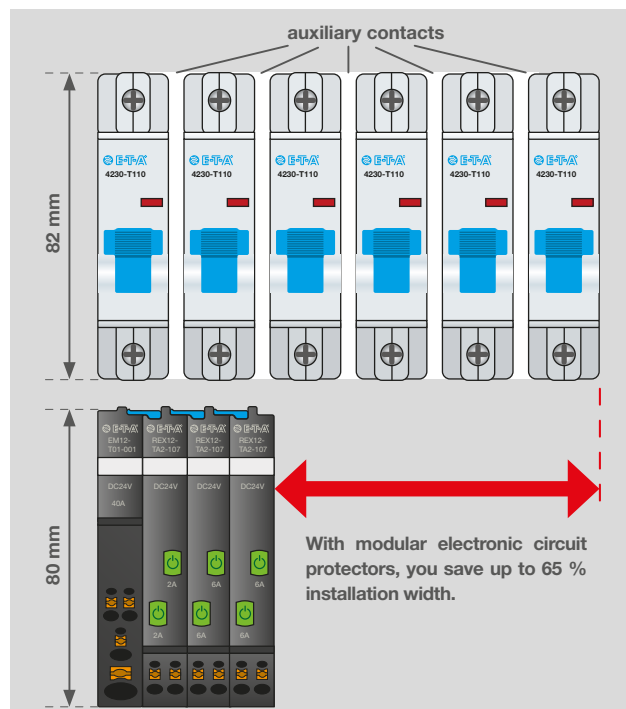 auxiliary contacts
82 mm
E-T-A E-T-A E-T-A E-T-A E-T-A E-T-A
4230-T110 4230-T110 4230-T110 4230-T110 4230-T110 4230-T110
80 mm
E-T-A E-T-A E-T-A E-T-A
EM12- REX12- REX12- REX12-
T01-001 TA2-107 TA2-107 TA2-107
DC24V DC24V DC24V DC24V
40A
2A 6A 6A
2A 6A 6A
With modular electronic circuit
protectors, you save up to 65 %
installation width.